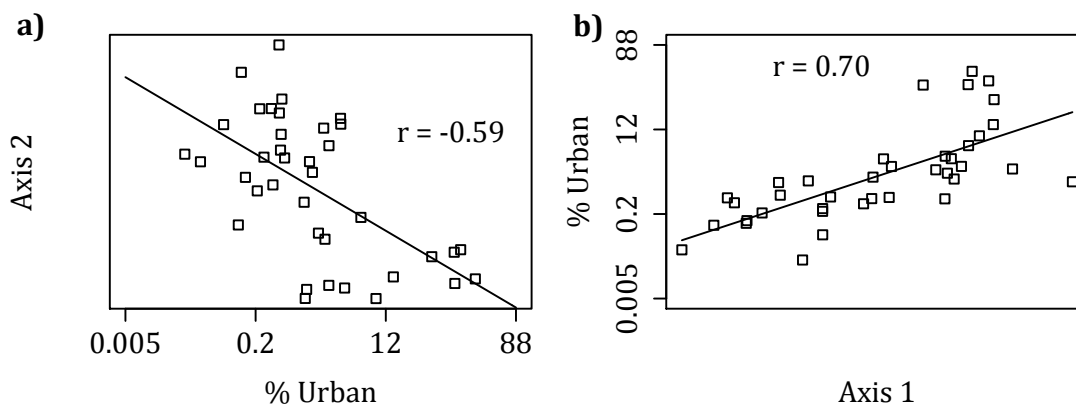 a)
Axis 2
r = -0.59
0.005 0.2 12 88
% Urban
b)
% Urban
88
12
0.2
0.005
r = 0.70
Axis 1